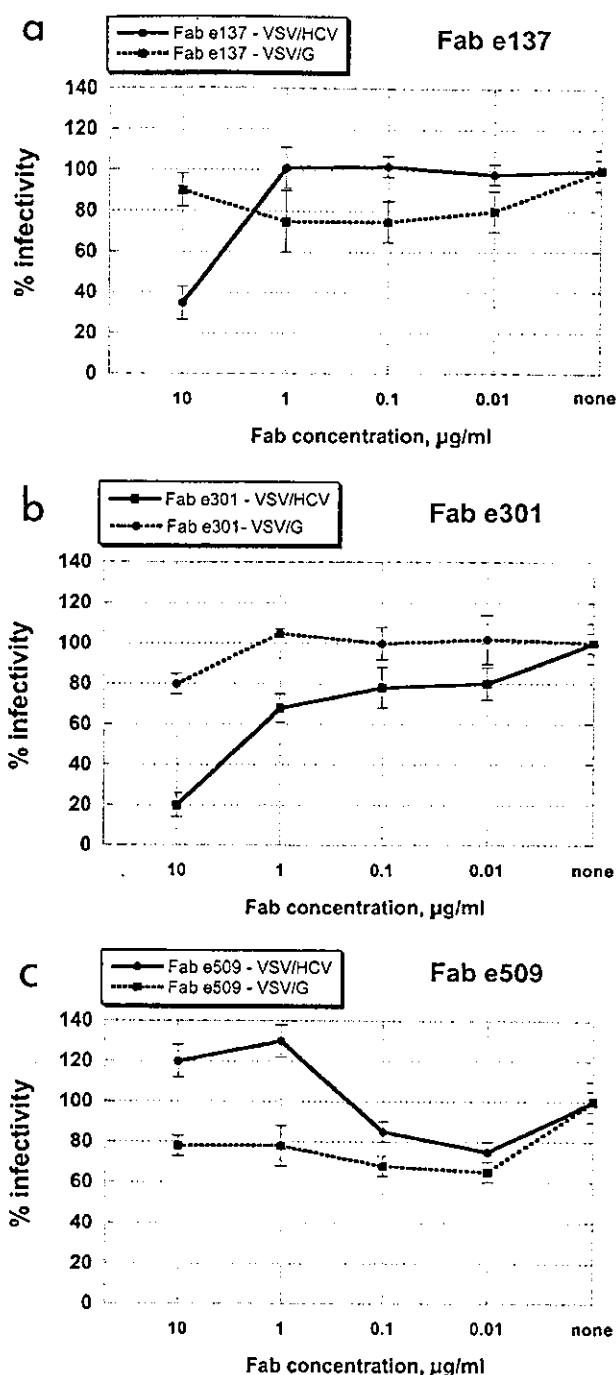 a
Fab e137 - VSV/HCV
Fab e137 - VSV/G
Fab e137
140
120
100
80
60
40
20
0
% infectivity
10 1 0.1 0.01 none
Fab concentration, µg/ml
b
Fab e301 - VSV/HCV
Fab e301- VSV/G
Fab e301
140
120
100
80
60
40
20
0
% infectivity
10 1 0.1 0.01 none
Fab concentration, µg/ml
c
Fab e509 - VSV/HCV
Fab e509 - VSV/G
Fab e509
140
120
100
80
60
40
20
0
% infectivity
10 1 0.1 0.01 none
Fab concentration, µg/ml